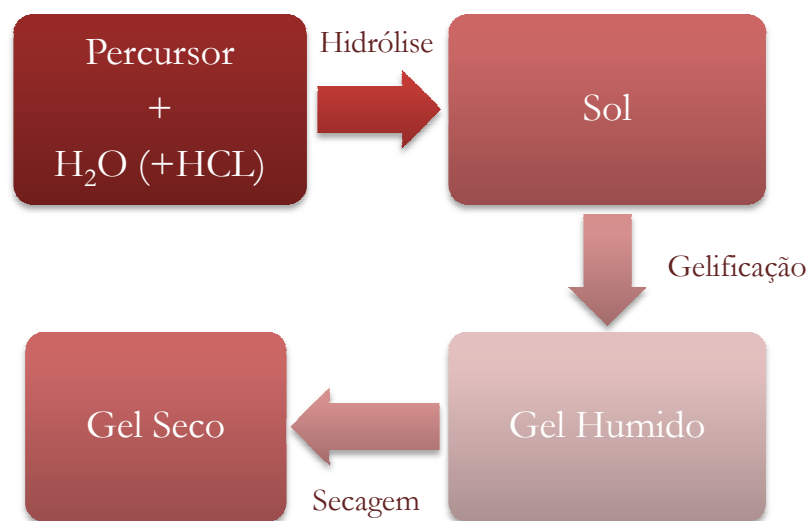 Percursor
+
H₂O (+HCL)
Hidrólise
Sol
Gelificação
Gel Humido
Secagem
Gel Seco